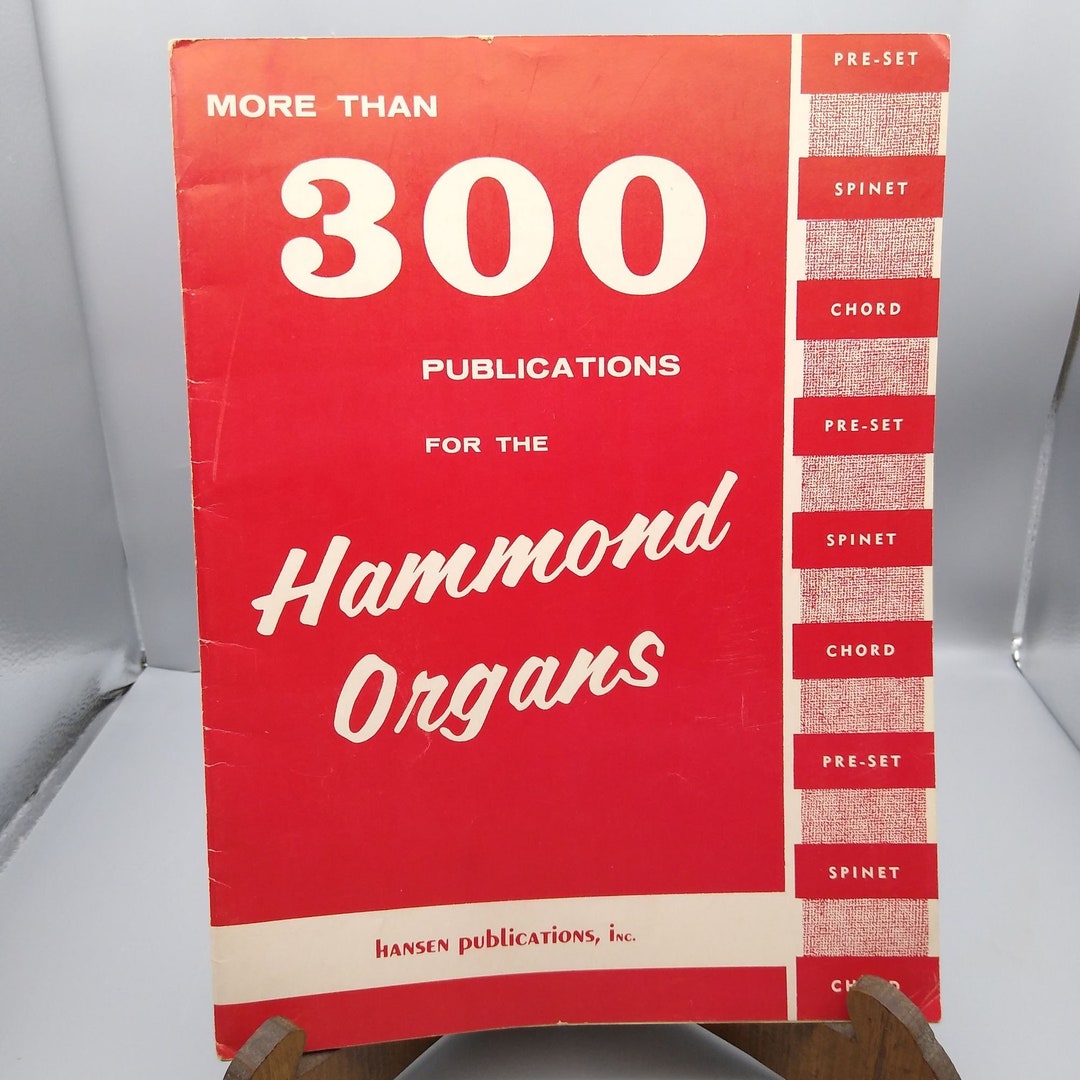 MORE THAN
300
PUBLICATIONS
FOR THE
Hammond
Organs
HANSEN PUBLICATIONS, INC.
PRE-SET
SPINET
CHORD
PRE-SET
SPINET
CHORD
PRE-SET
SPINET